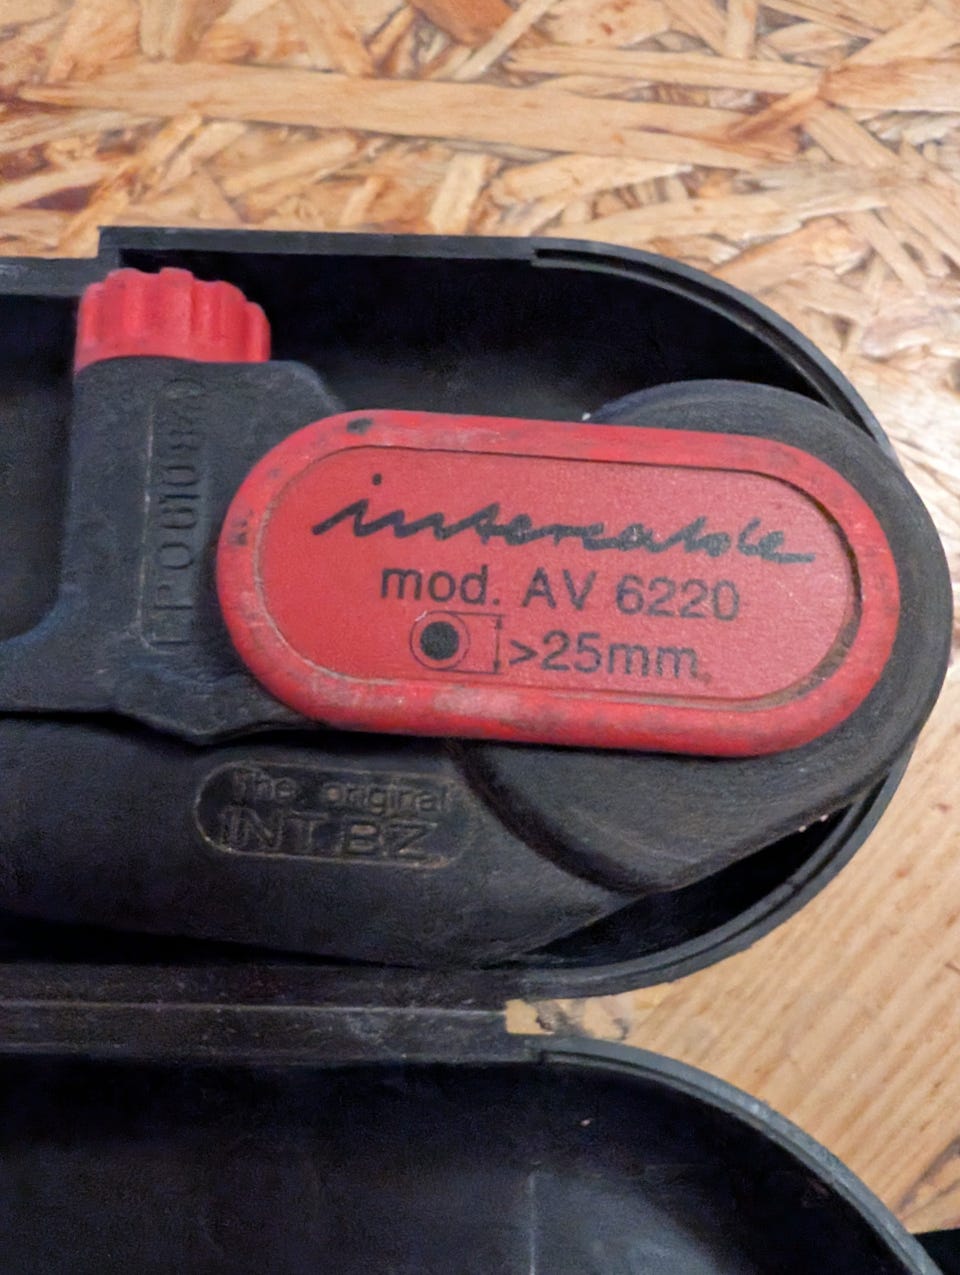 intercable
mod. AV 6220
>25mm
The original
INT.BZ